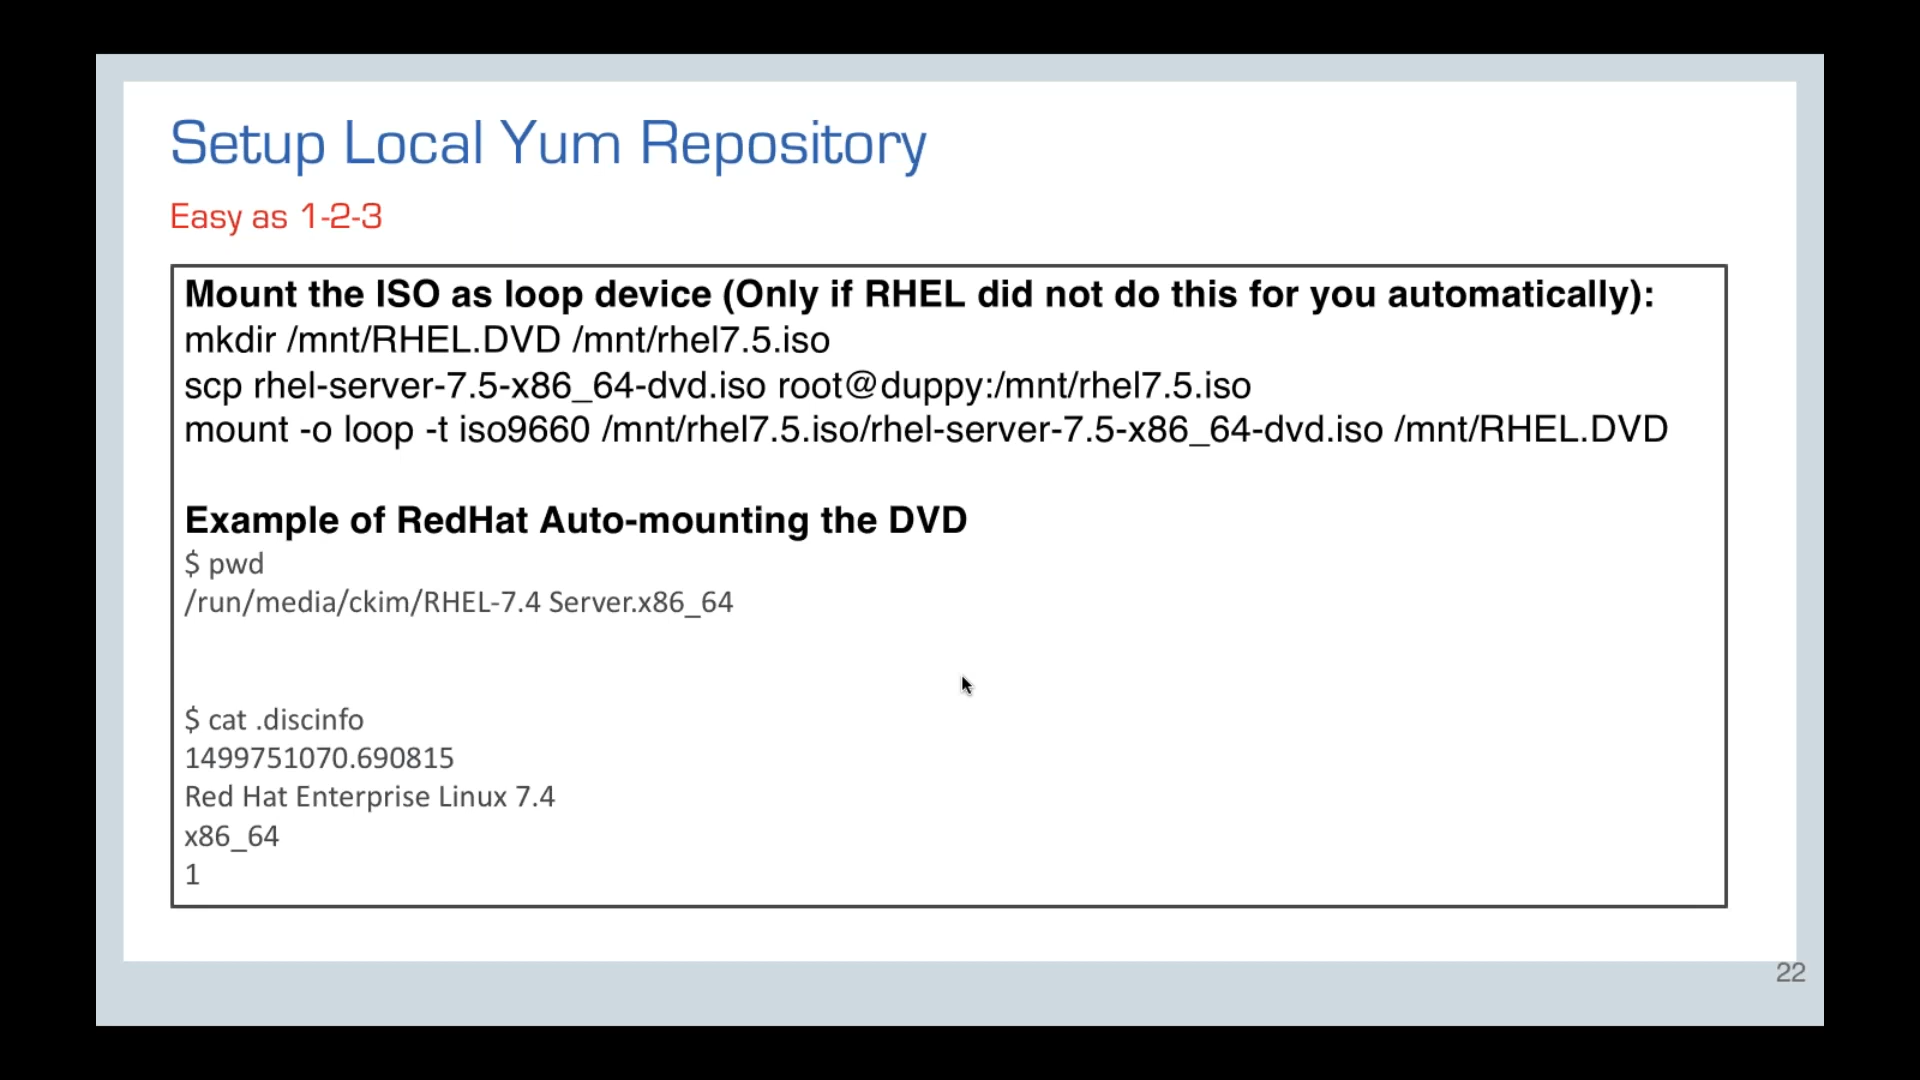 Setup Local Yum Repository
Easy as 1-2-3
Mount the ISO as loop device (Only if RHEL did not do this for you automatically):
mkdir /mnt/RHEL.DVD /mnt/rhel7.5.iso
scp rhel-server-7.5-x86_64-dvd.iso root@duppy:/mnt/rhel7.5.iso
mount -o loop -t iso9660 /mnt/rhel7.5.iso/rhel-server-7.5-x86_64-dvd.iso /mnt/RHEL.DVD
Example of RedHat Auto-mounting the DVD
$ pwd
/run/media/ckim/RHEL-7.4 Server.x86_64
$ cat .discinfo
1499751070.690815
Red Hat Enterprise Linux 7.4
x86_64
1
22